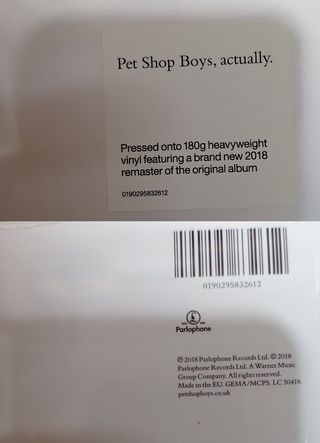 Pet Shop Boys, actually.
Pressed onto 180g heavyweight
vinyl featuring a brand new 2018
remaster of the original album
0190295832612
0190295832612
Parlophone
℗ 2018 Parlophone Records Ltd. © 2018
Parlophone Records Ltd. A Warner Music
Group Company. All rights reserved.
Made in the EU. GEMA/MCPS. LC 30419.
petshopboys.co.uk